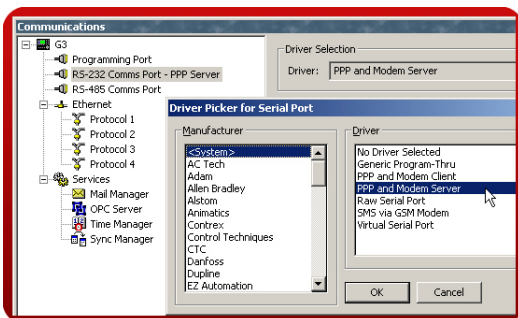 Communications
G3
Programming Port
RS-232 Comms Port - PPP Server
RS-485 Comms Port
Ethernet
Protocol 1
Protocol 2
Protocol 3
Protocol 4
Services
Mail Manager
OPC Server
Time Manager
Sync Manager
Driver Selection
Driver: PPP and Modem Server
Driver Picker for Serial Port
Manufacturer
<System>
AC Tech
Adam
Allen Bradley
Alstom
Animatics
Contrex
Control Techniques
CTC
Danfoss
Dupline
EZ Automation
Driver
No Driver Selected
Generic Program-Thru
PPP and Modem Client
PPP and Modem Server
Raw Serial Port
SMS via GSM Modem
Virtual Serial Port
OK
Cancel